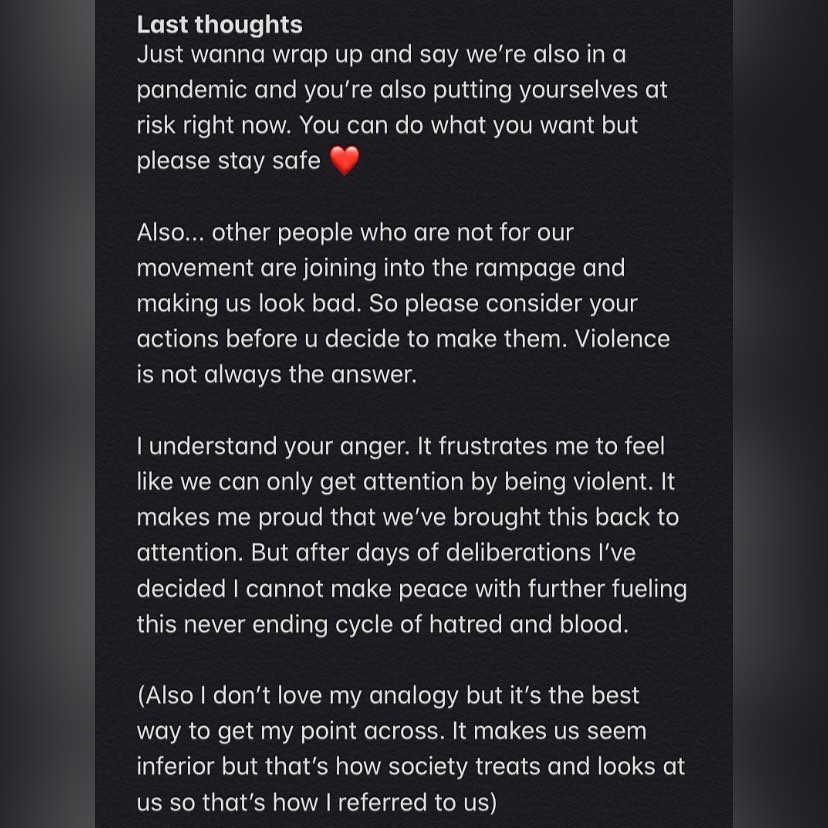 Last thoughts
Just wanna wrap up and say we’re also in a
pandemic and you’re also putting yourselves at
risk right now. You can do what you want but
please stay safe ❤️
Also... other people who are not for our
movement are joining into the rampage and
making us look bad. So please consider your
actions before u decide to make them. Violence
is not always the answer.
I understand your anger. It frustrates me to feel
like we can only get attention by being violent. It
makes me proud that we’ve brought this back to
attention. But after days of deliberations I’ve
decided I cannot make peace with further fueling
this never ending cycle of hatred and blood.
(Also I don’t love my analogy but it’s the best
way to get my point across. It makes us seem
inferior but that’s how society treats and looks at
us so that’s how I referred to us)